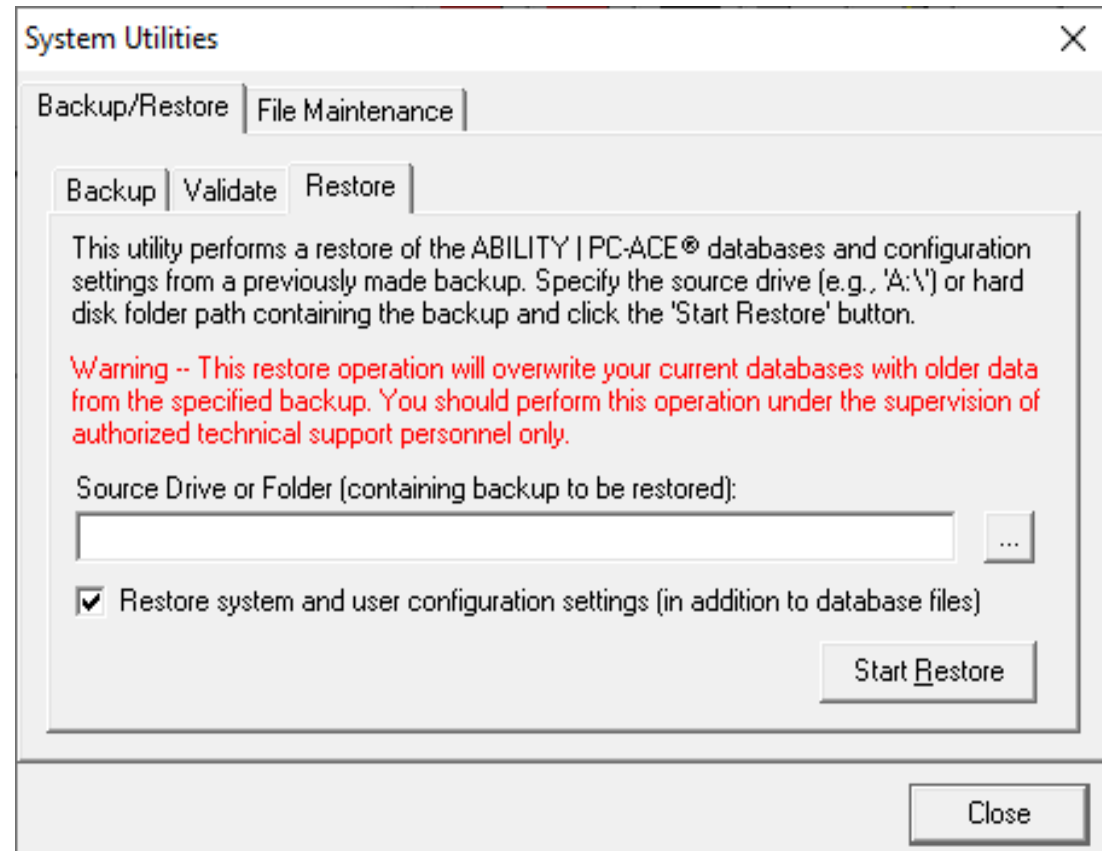 System Utilities
Backup/Restore
File Maintenance
Backup
Validate
Restore
This utility performs a restore of the ABILITY | PC-ACE® databases and configuration
settings from a previously made backup. Specify the source drive (e.g., 'A:\') or hard
disk folder path containing the backup and click the 'Start Restore' button.
Warning -- This restore operation will overwrite your current databases with older data
from the specified backup. You should perform this operation under the supervision of
authorized technical support personnel only.
Source Drive or Folder (containing backup to be restored):
...
Restore system and user configuration settings (in addition to database files)
Start Restore
Close